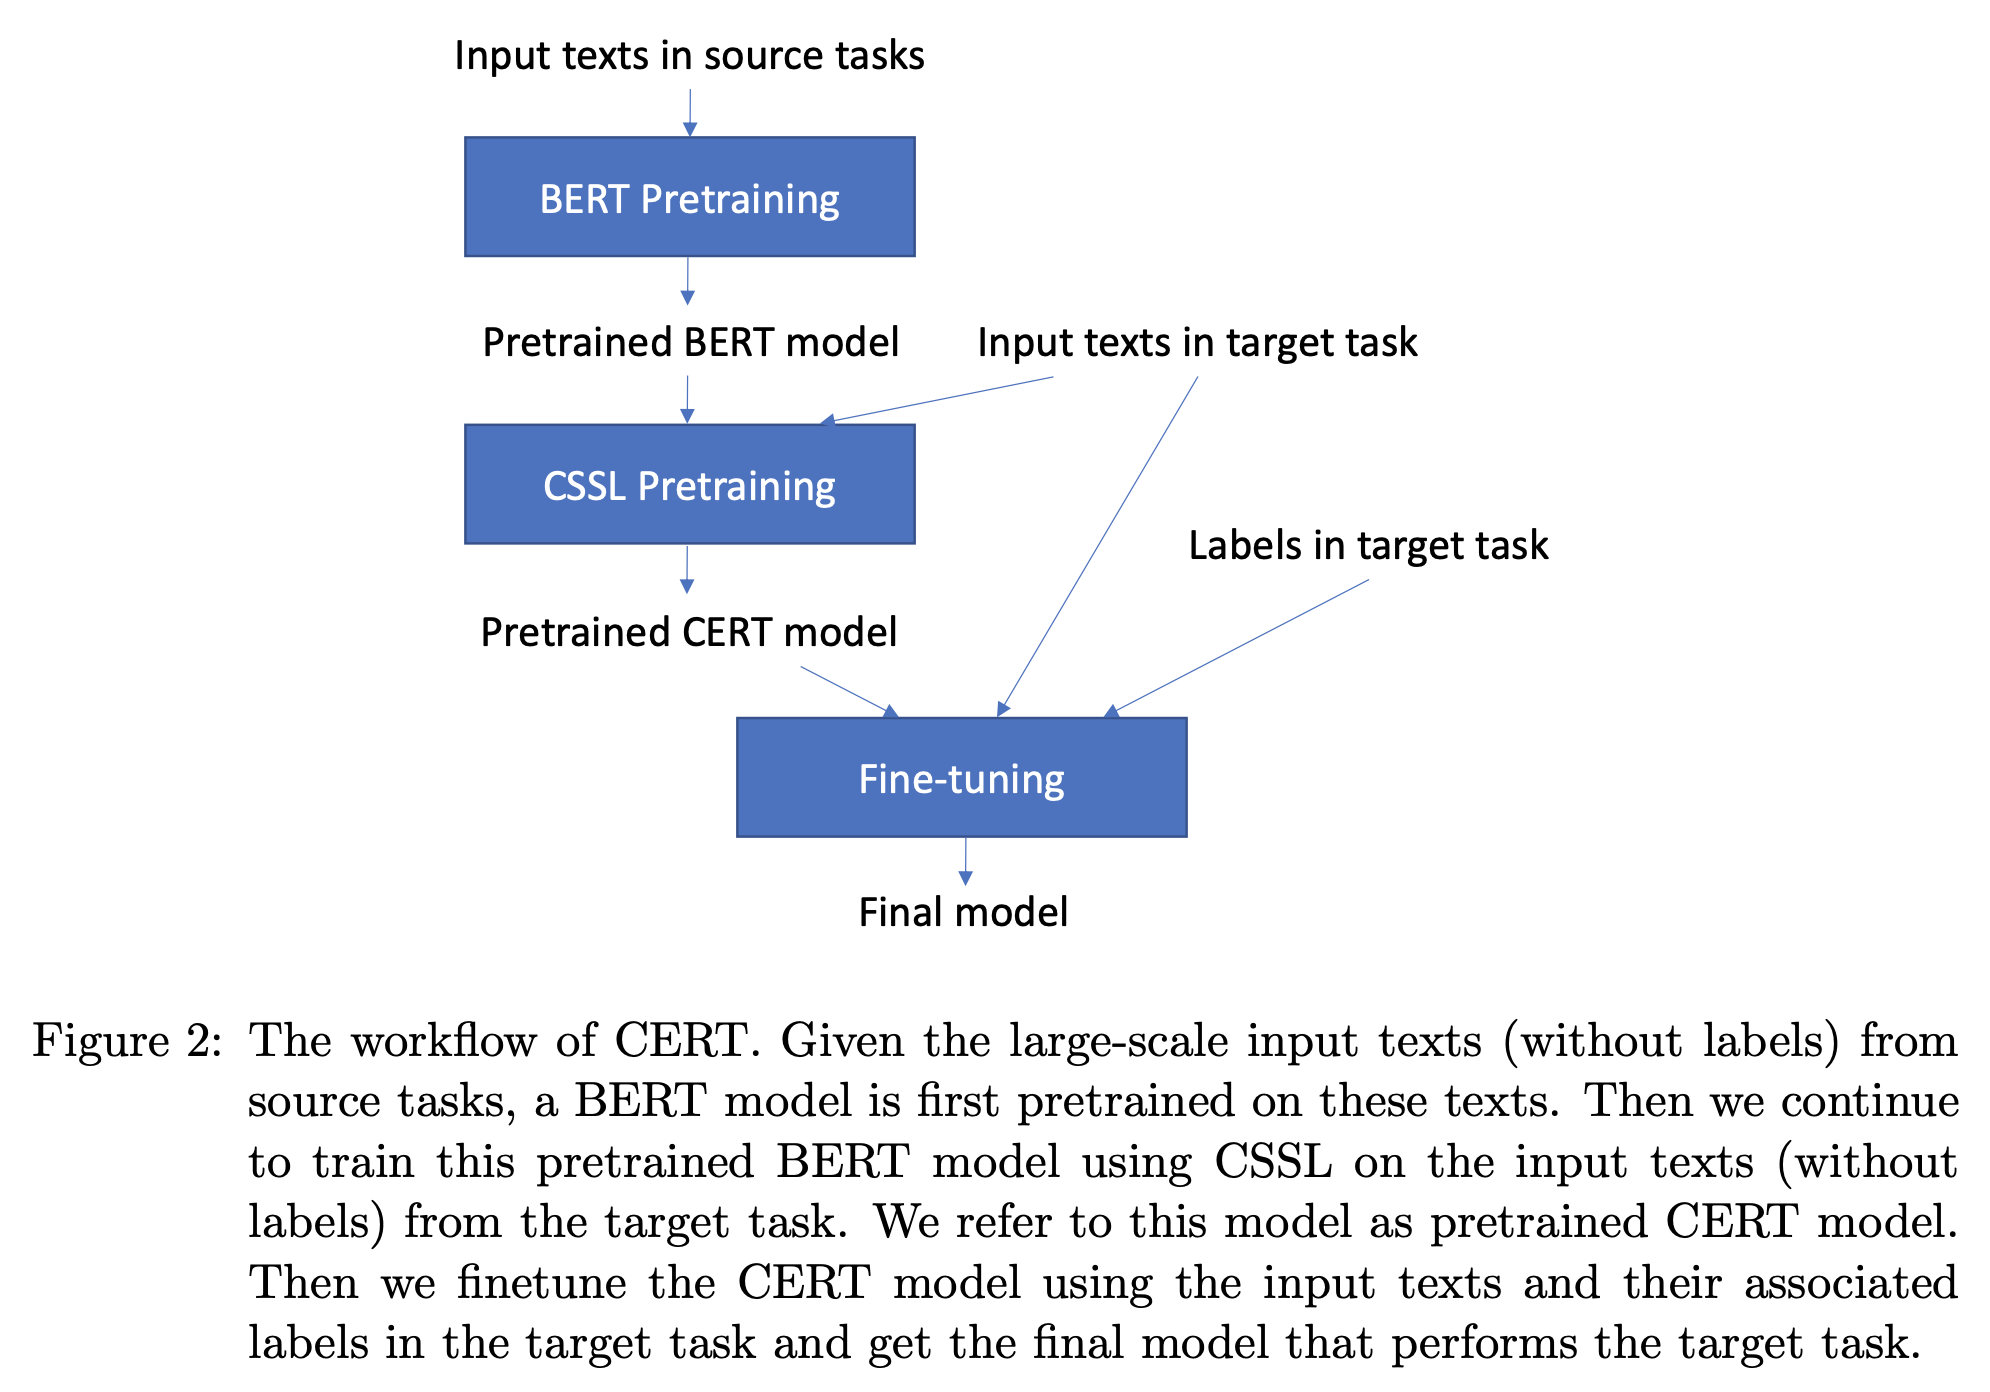 Input texts in source tasks
BERT Pretraining
Pretrained BERT model
Input texts in target task
CSSL Pretraining
Labels in target task
Pretrained CERT model
Fine-tuning
Final model
Figure 2: The workflow of CERT. Given the large-scale input texts (without labels) from
source tasks, a BERT model is first pretrained on these texts. Then we continue
to train this pretrained BERT model using CSSL on the input texts (without
labels) from the target task. We refer to this model as pretrained CERT model.
Then we finetune the CERT model using the input texts and their associated
labels in the target task and get the final model that performs the target task.